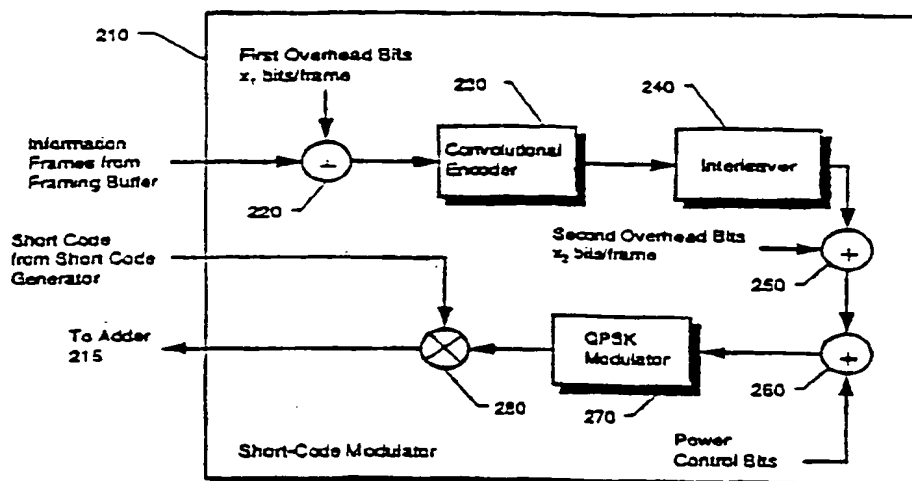 210
First Overhead Bits
x₁ bits/frame
230
240
Information
Frames from
Framing Buffer
+
Convolutional
Encoder
Interleaver
220
Short Code
from Short Code
Generator
Second Overhead Bits
x₂ bits/frame
+
250
To Adder
215
QPSK
Modulator
+
280
270
260
Short-Code Modulator
Power
Control Bits